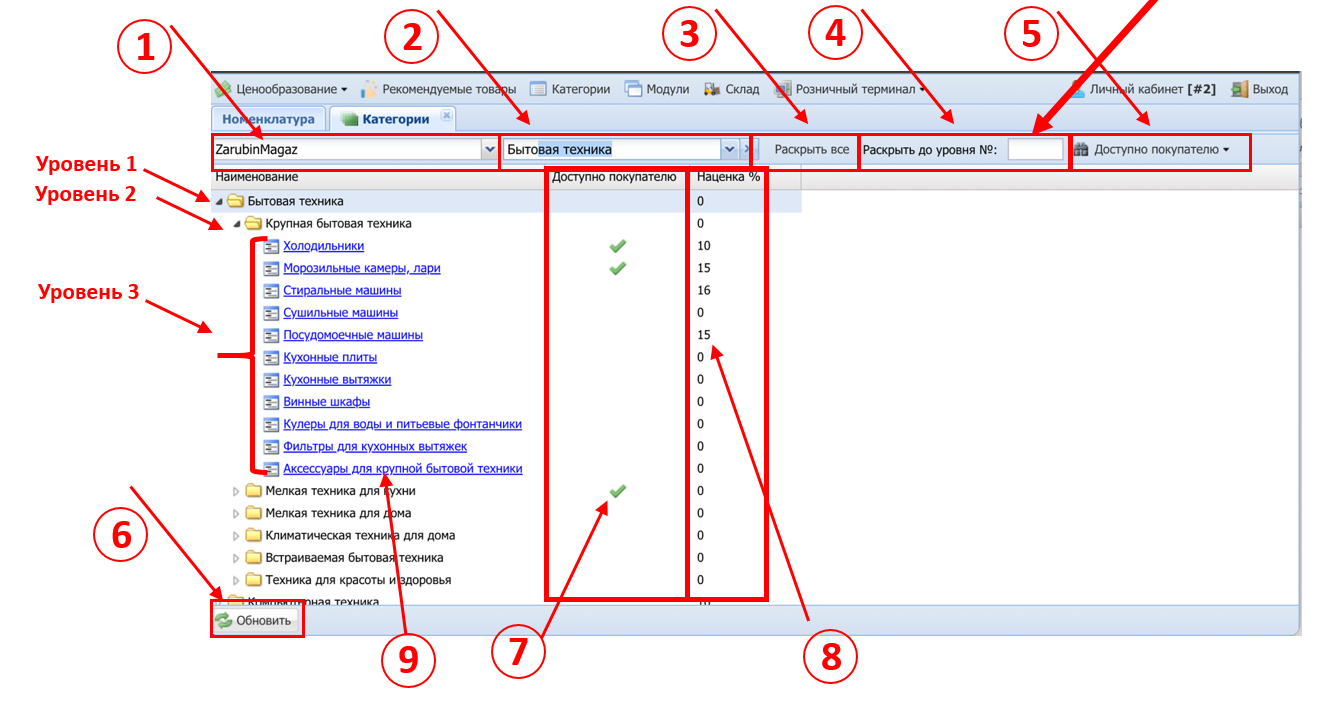 1 2 3 4 5
Ценообразование Рекомендуемые товары Категории Модули Склад Розничный терминал Личный кабинет [#2] Выход
Номенклатура Категории
ZarubinMagaz Бытовая техника Раскрыть все Раскрыть до уровня №: Доступно покупателю
Уровень 1
Наименование Доступно покупателю Наценка %
Уровень 2
Бытовая техника 0
Крупная бытовая техника 0
Холодильники 10
Морозильные камеры, лари 15
Уровень 3
Стиральные машины 16
Сушильные машины 0
Посудомоечные машины 15
Кухонные плиты 0
Кухонные вытяжки 0
Винные шкафы 0
Кулеры для воды и питьевые фонтанчики 0
Фильтры для кухонных вытяжек 0
Аксессуары для крупной бытовой техники 0
Мелкая техника для кухни 0
Мелкая техника для дома 0
6
Климатическая техника для дома 0
Встраиваемая бытовая техника 0
Техника для красоты и здоровья 0
Компьютерная техника 10
Обновить
9 7 8